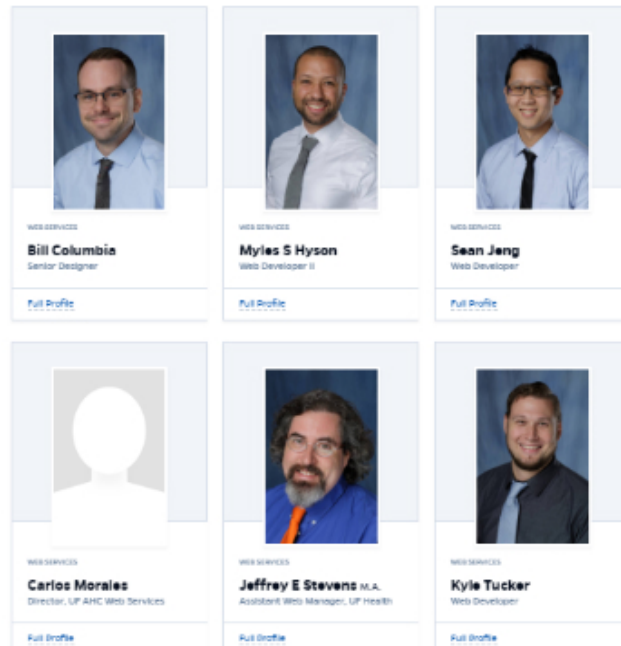 WEB SERVICES
Bill Columbia
Senior Designer
Full Profile
WEB SERVICES
Myles S Hyson
Web Developer II
Full Profile
WEB SERVICES
Sean Jeng
Web Developer
Full Profile
WEB SERVICES
Carlos Morales
Director, UF AHC Web Services
Full Profile
WEB SERVICES
Jeffrey E Stevens M.A.
Assistant Web Manager, UF Health
Full Profile
WEB SERVICES
Kyle Tucker
Web Developer
Full Profile